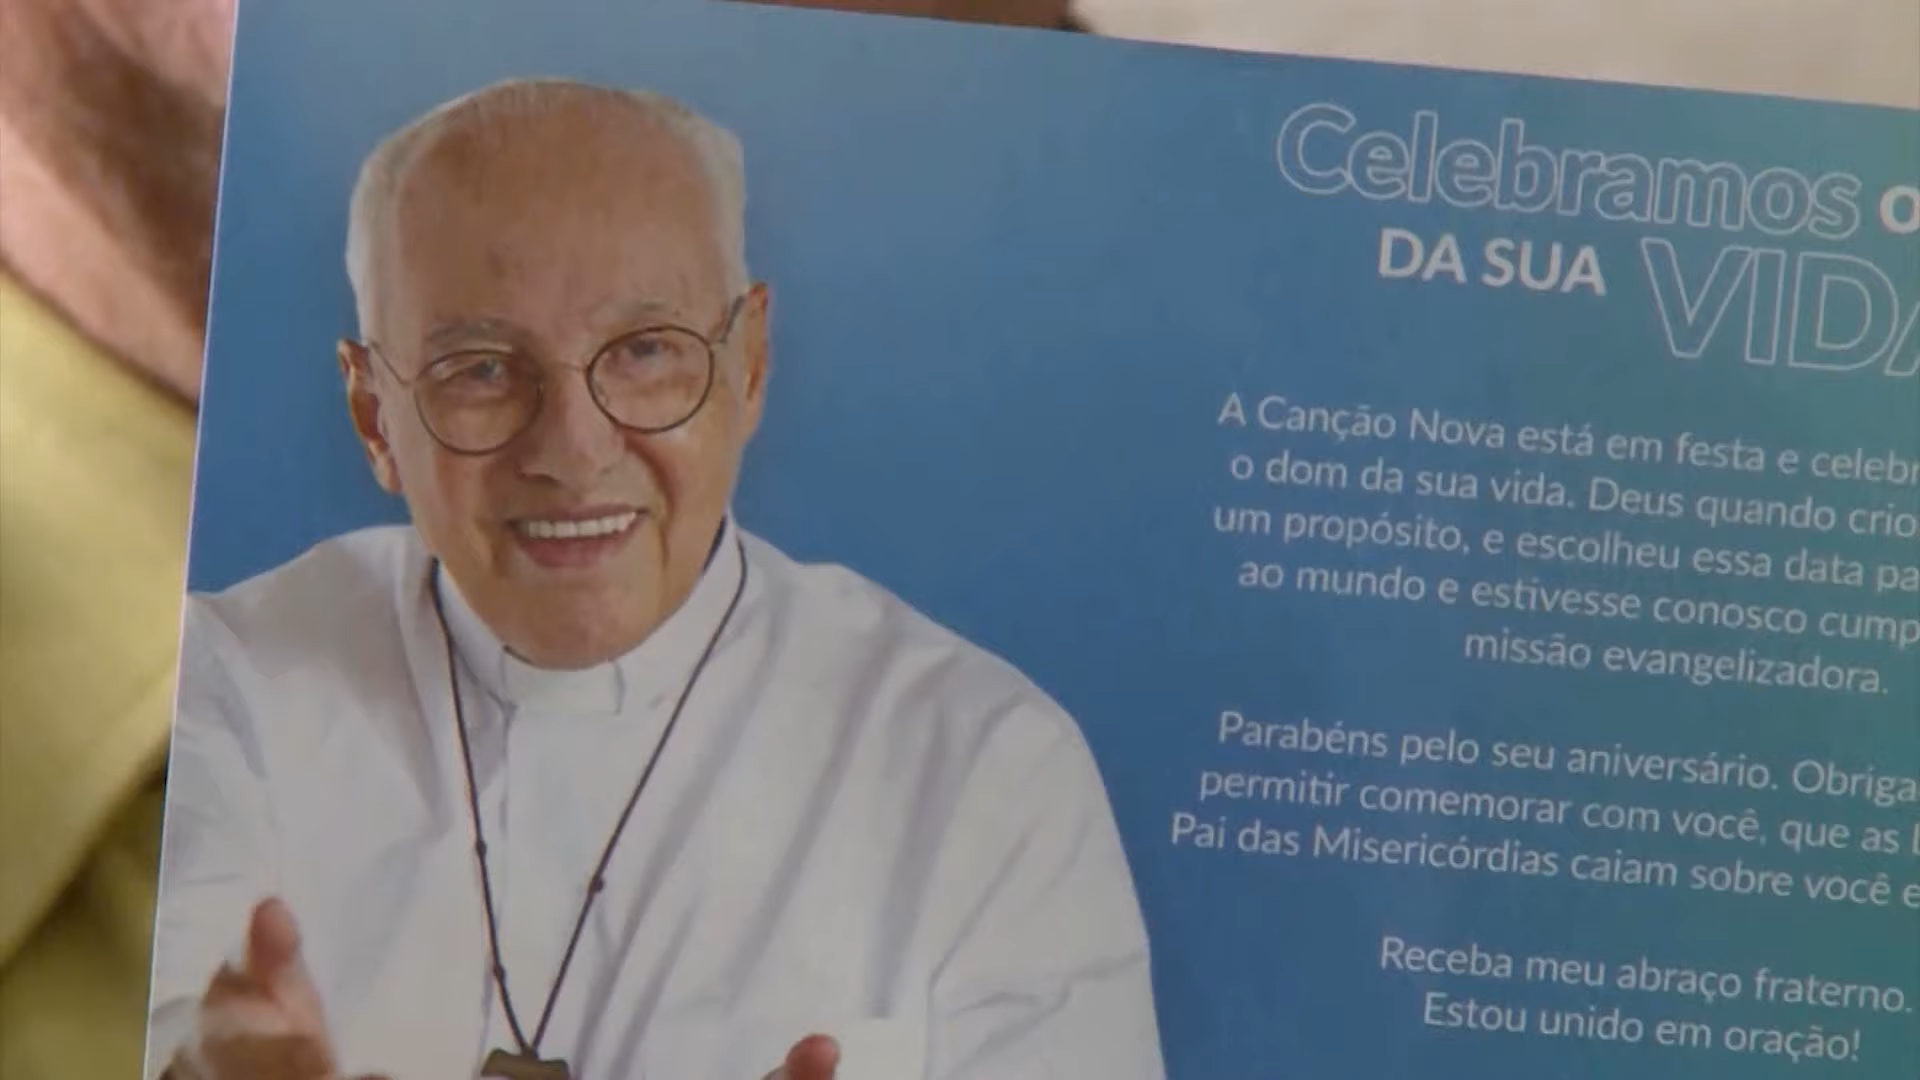 Celebramos o
DA SUA VIDA
A Canção Nova está em festa e celebr
o dom da sua vida. Deus quando crio
um propósito, e escolheu essa data pa
ao mundo e estivesse conosco cump
missão evangelizadora.
Parabéns pelo seu aniversário. Obriga
permitir comemorar com você, que as
Pai das Misericórdias caiam sobre você e
Receba meu abraço fraterno.
Estou unido em oração!